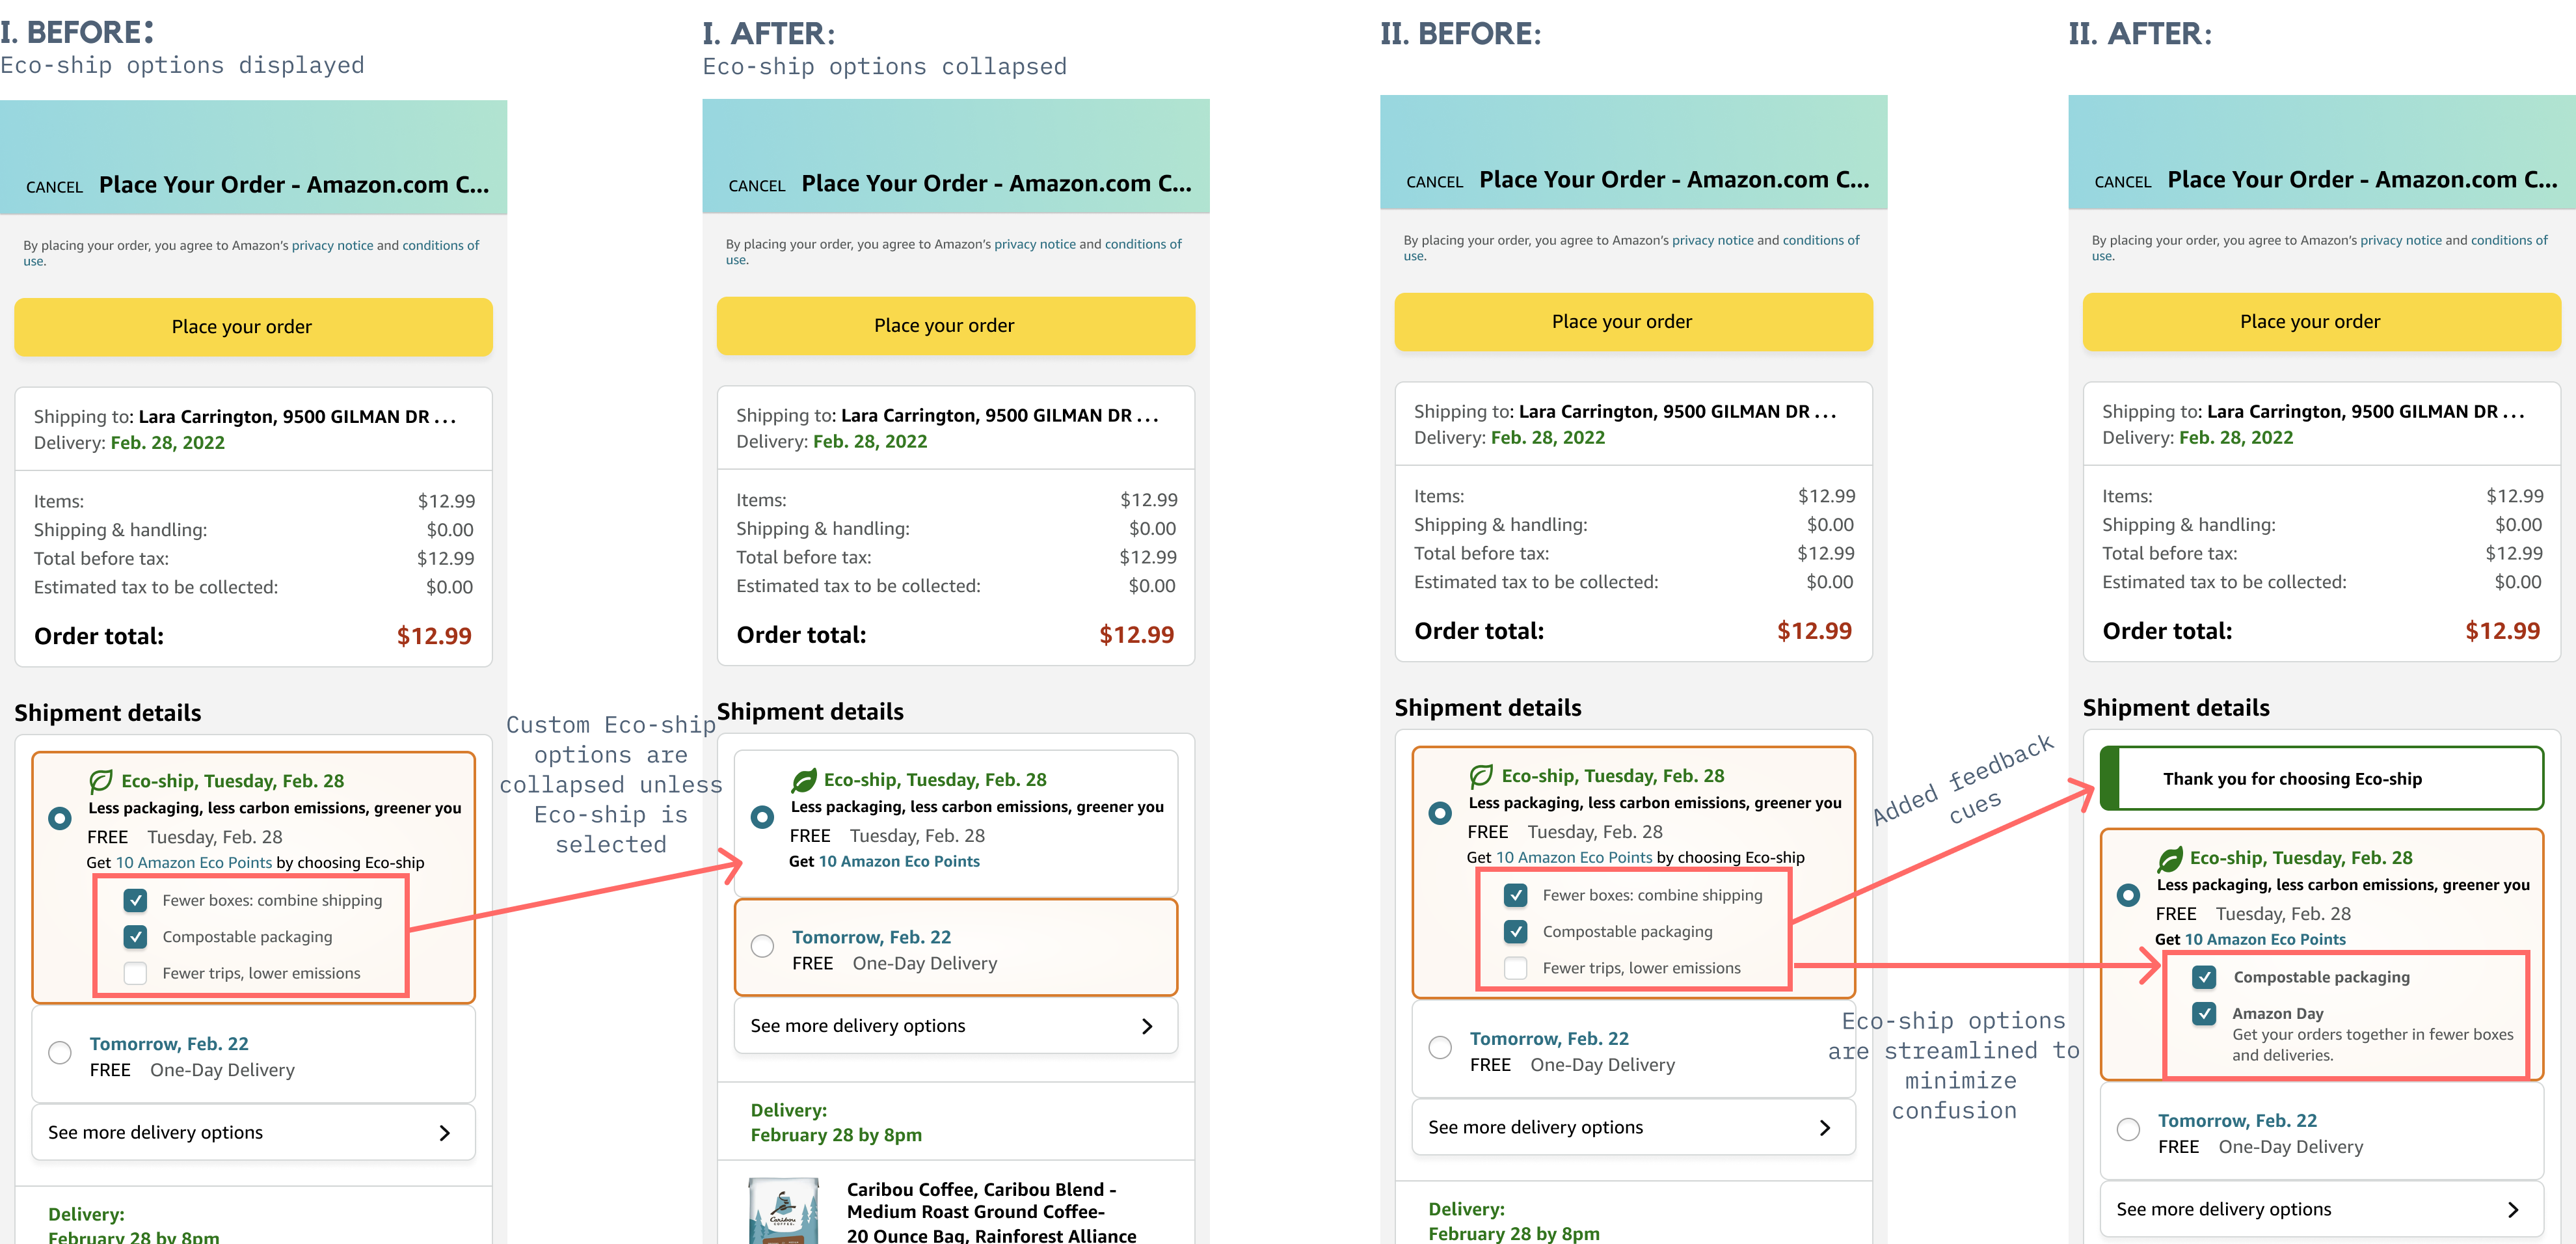 I. BEFORE:
Eco-ship options displayed
CANCEL Place Your Order - Amazon.com C...
By placing your order, you agree to Amazon's privacy notice and conditions of
use.
Place your order
Shipping to: Lara Carrington, 9500 GILMAN DR ...
Delivery: Feb. 28, 2022
Items: $12.99
Shipping & handling: $0.00
Total before tax: $12.99
Estimated tax to be collected: $0.00
Order total: $12.99
Shipment details
Eco-ship, Tuesday, Feb. 28
Less packaging, less carbon emissions, greener you
FREE Tuesday, Feb. 28
Get 10 Amazon Eco Points by choosing Eco-ship
Fewer boxes: combine shipping
Compostable packaging
Fewer trips, lower emissions
Tomorrow, Feb. 22
FREE One-Day Delivery
See more delivery options
Delivery:
February 28 by 8pm
Custom Eco-ship
options are
collapsed unless
Eco-ship is
selected
I. AFTER:
Eco-ship options collapsed
CANCEL Place Your Order - Amazon.com C...
By placing your order, you agree to Amazon's privacy notice and conditions of
use.
Place your order
Shipping to: Lara Carrington, 9500 GILMAN DR ...
Delivery: Feb. 28, 2022
Items: $12.99
Shipping & handling: $0.00
Total before tax: $12.99
Estimated tax to be collected: $0.00
Order total: $12.99
Shipment details
Eco-ship, Tuesday, Feb. 28
Less packaging, less carbon emissions, greener you
FREE Tuesday, Feb. 28
Get 10 Amazon Eco Points
Tomorrow, Feb. 22
FREE One-Day Delivery
See more delivery options
Delivery:
February 28 by 8pm
Caribou
COFFEE
Caribou Coffee, Caribou Blend -
Medium Roast Ground Coffee-
20 Ounce Bag, Rainforest Alliance
II. BEFORE:
CANCEL Place Your Order - Amazon.com C...
By placing your order, you agree to Amazon's privacy notice and conditions of
use.
Place your order
Shipping to: Lara Carrington, 9500 GILMAN DR ...
Delivery: Feb. 28, 2022
Items: $12.99
Shipping & handling: $0.00
Total before tax: $12.99
Estimated tax to be collected: $0.00
Order total: $12.99
Shipment details
Eco-ship, Tuesday, Feb. 28
Less packaging, less carbon emissions, greener you
FREE Tuesday, Feb. 28
Get 10 Amazon Eco Points by choosing Eco-ship
Fewer boxes: combine shipping
Compostable packaging
Fewer trips, lower emissions
Tomorrow, Feb. 22
FREE One-Day Delivery
See more delivery options
Delivery:
February 28 by 8pm
Added feedback
cues
Eco-ship options
are streamlined to
minimize
confusion
II. AFTER:
CANCEL Place Your Order - Amazon.com C...
By placing your order, you agree to Amazon's privacy notice and conditions of
use.
Place your order
Shipping to: Lara Carrington, 9500 GILMAN DR ...
Delivery: Feb. 28, 2022
Items: $12.99
Shipping & handling: $0.00
Total before tax: $12.99
Estimated tax to be collected: $0.00
Order total: $12.99
Shipment details
Thank you for choosing Eco-ship
Eco-ship, Tuesday, Feb. 28
Less packaging, less carbon emissions, greener you
FREE Tuesday, Feb. 28
Get 10 Amazon Eco Points
Compostable packaging
Amazon Day
Get your orders together in fewer boxes
and deliveries.
Tomorrow, Feb. 22
FREE One-Day Delivery
See more delivery options